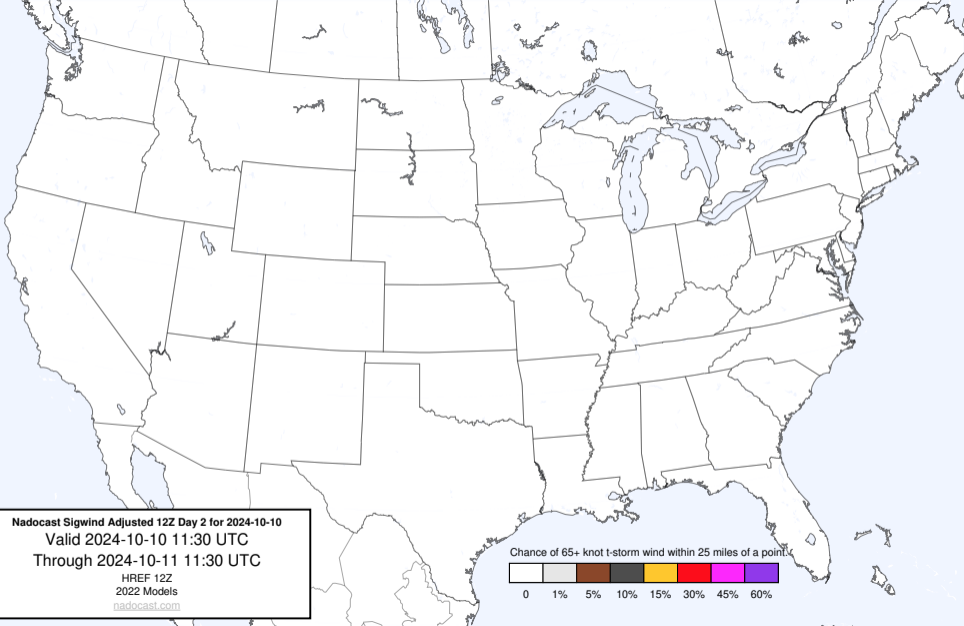 Nadocast Sigwind Adjusted 12Z Day 2 for 2024-10-10
Valid 2024-10-10 11:30 UTC
Through 2024-10-11 11:30 UTC
HREF 12Z
2022 Models
nadocast.com
Chance of 65+ knot t-storm wind within 25 miles of a point.
0 1% 5% 10% 15% 30% 45% 60%